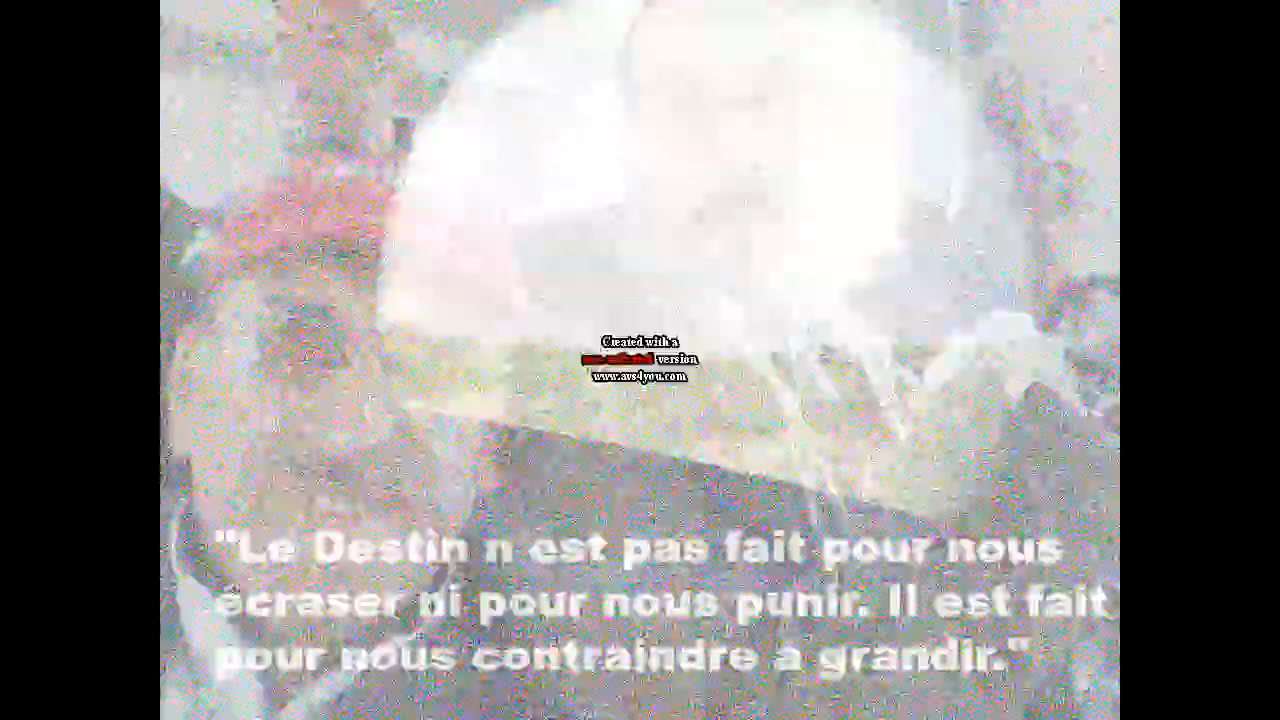 Created with a
version
www.avs4you.com
"Le Destin n est pas fait pour nous
écraser ni pour nous punir. Il est fait
pour nous contraindre a grandir."